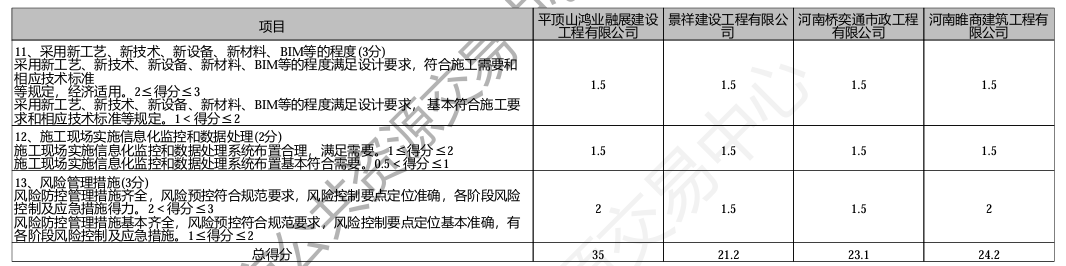 项目
平顶山鸿业融展建设
工程有限公司
景祥建设工程有限公
司
河南桥奕通市政工程
有限公司
河南睢商建筑工程有
限公司
11、采用新工艺、新技术、新设备、新材料、BIM等的程度(3分)
采用新工艺、新技术、新设备、新材料、BIM等的程度满足设计要求，符合施工需要和
相应技术标准
等规定，经济适用。2≤得分≤3
采用新工艺、新技术、新设备、新材料、BIM等的程度满足设计要求， 基本符合施工要
求和相应技术标准等规定。1<得分≤2
1.5
1.5
1.5
1.5
12、施工现场实施信息化监控和数据处理(2分)
施工现场实施信息化监控和数据处理系统布置合理，满足需要。1≤得分≤2
施工现场实施信息化监控和数据处理系统布置基本符合需要。0.5<得分≤1
1.5
1.5
1.5
1.5
13、风险管理措施(3分)
风险防控管理措施齐全，风险预控符合规范要求，风险控制要点定位准确，各阶段风险
控制及应急措施得力。2<得分≤3
风险防控管理措施基本齐全，风险预控符合规范要求，风险控制要点定位基本准确，有
各阶段风险控制及应急措施。1≤得分≤2
2
1.5
1.5
2
总得分
35
21.2
23.1
24.2
公共资源交易中心
源交易中心